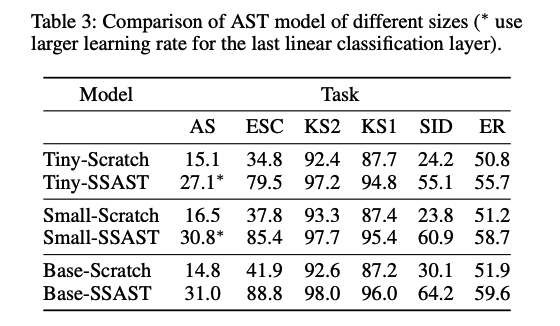 Table 3: Comparison of AST model of different sizes (* use
larger learning rate for the last linear classification layer).
Model Task
AS ESC KS2 KS1 SID ER
Tiny-Scratch 15.1 34.8 92.4 87.7 24.2 50.8
Tiny-SSAST 27.1* 79.5 97.2 94.8 55.1 55.7
Small-Scratch 16.5 37.8 93.3 87.4 23.8 51.2
Small-SSAST 30.8* 85.4 97.7 95.4 60.9 58.7
Base-Scratch 14.8 41.9 92.6 87.2 30.1 51.9
Base-SSAST 31.0 88.8 98.0 96.0 64.2 59.6